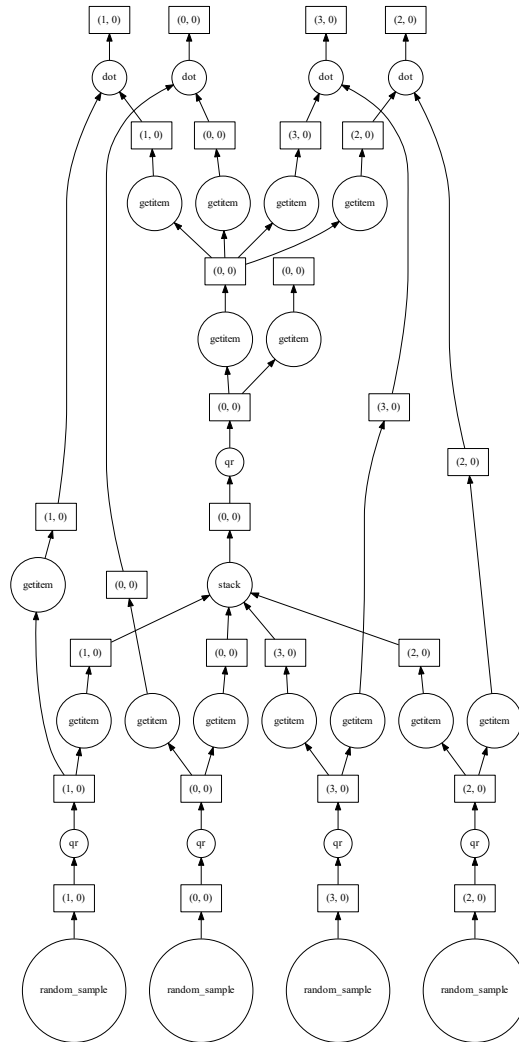 (1, 0) (0, 0) (3, 0) (2, 0)
dot dot dot dot
(1, 0) (0, 0) (3, 0) (2, 0)
getitem getitem getitem getitem
(0, 0) (0, 0)
getitem getitem
(0, 0) (3, 0)
qr (2, 0)
(1, 0) (0, 0)
getitem (0, 0) stack
(1, 0) (0, 0) (3, 0) (2, 0)
getitem getitem getitem getitem getitem getitem getitem
(1, 0) (0, 0) (3, 0) (2, 0)
qr qr qr qr
(1, 0) (0, 0) (3, 0) (2, 0)
random_sample random_sample random_sample random_sample